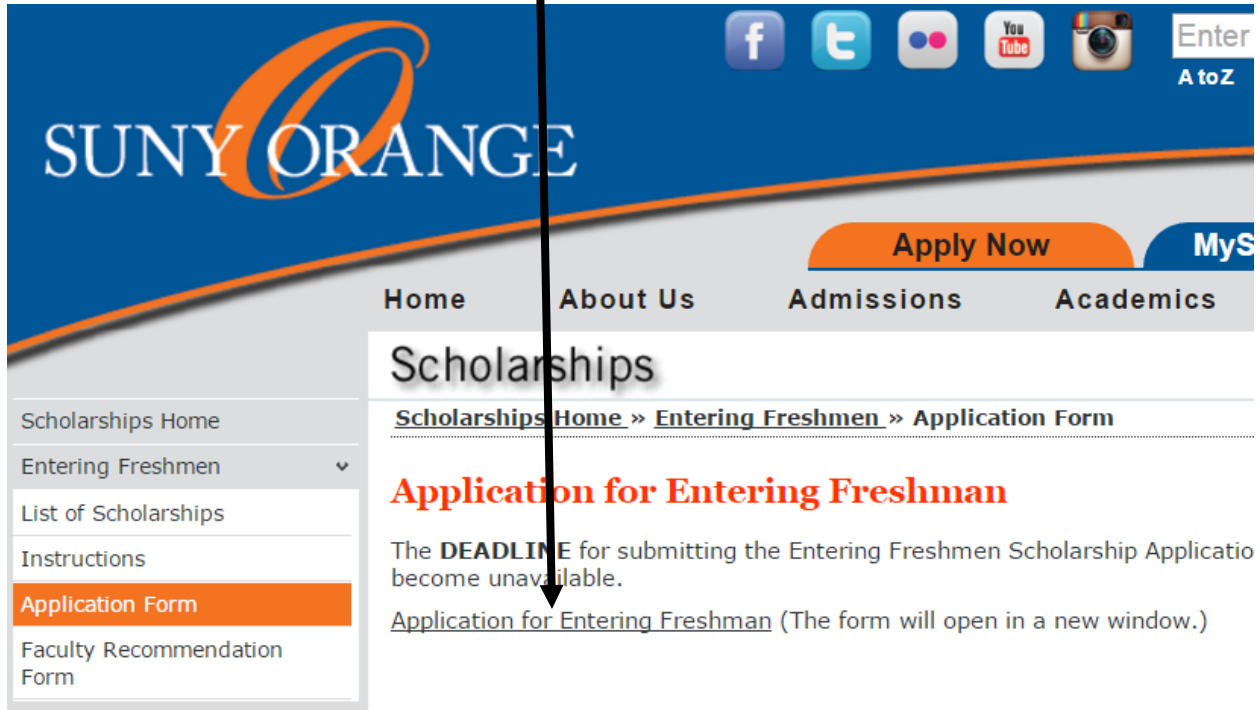 You
Tube
Enter
A to Z
SUNY ORANGE
Apply Now
MyS
Home About Us Admissions Academics
Scholarships
Scholarships Home » Entering Freshmen » Application Form
Scholarships Home
Entering Freshmen
List of Scholarships
Instructions
Application Form
Faculty Recommendation
Form
Application for Entering Freshman
The DEADLINE for submitting the Entering Freshmen Scholarship Applicatio
become unavailable.
Application for Entering Freshman (The form will open in a new window.)